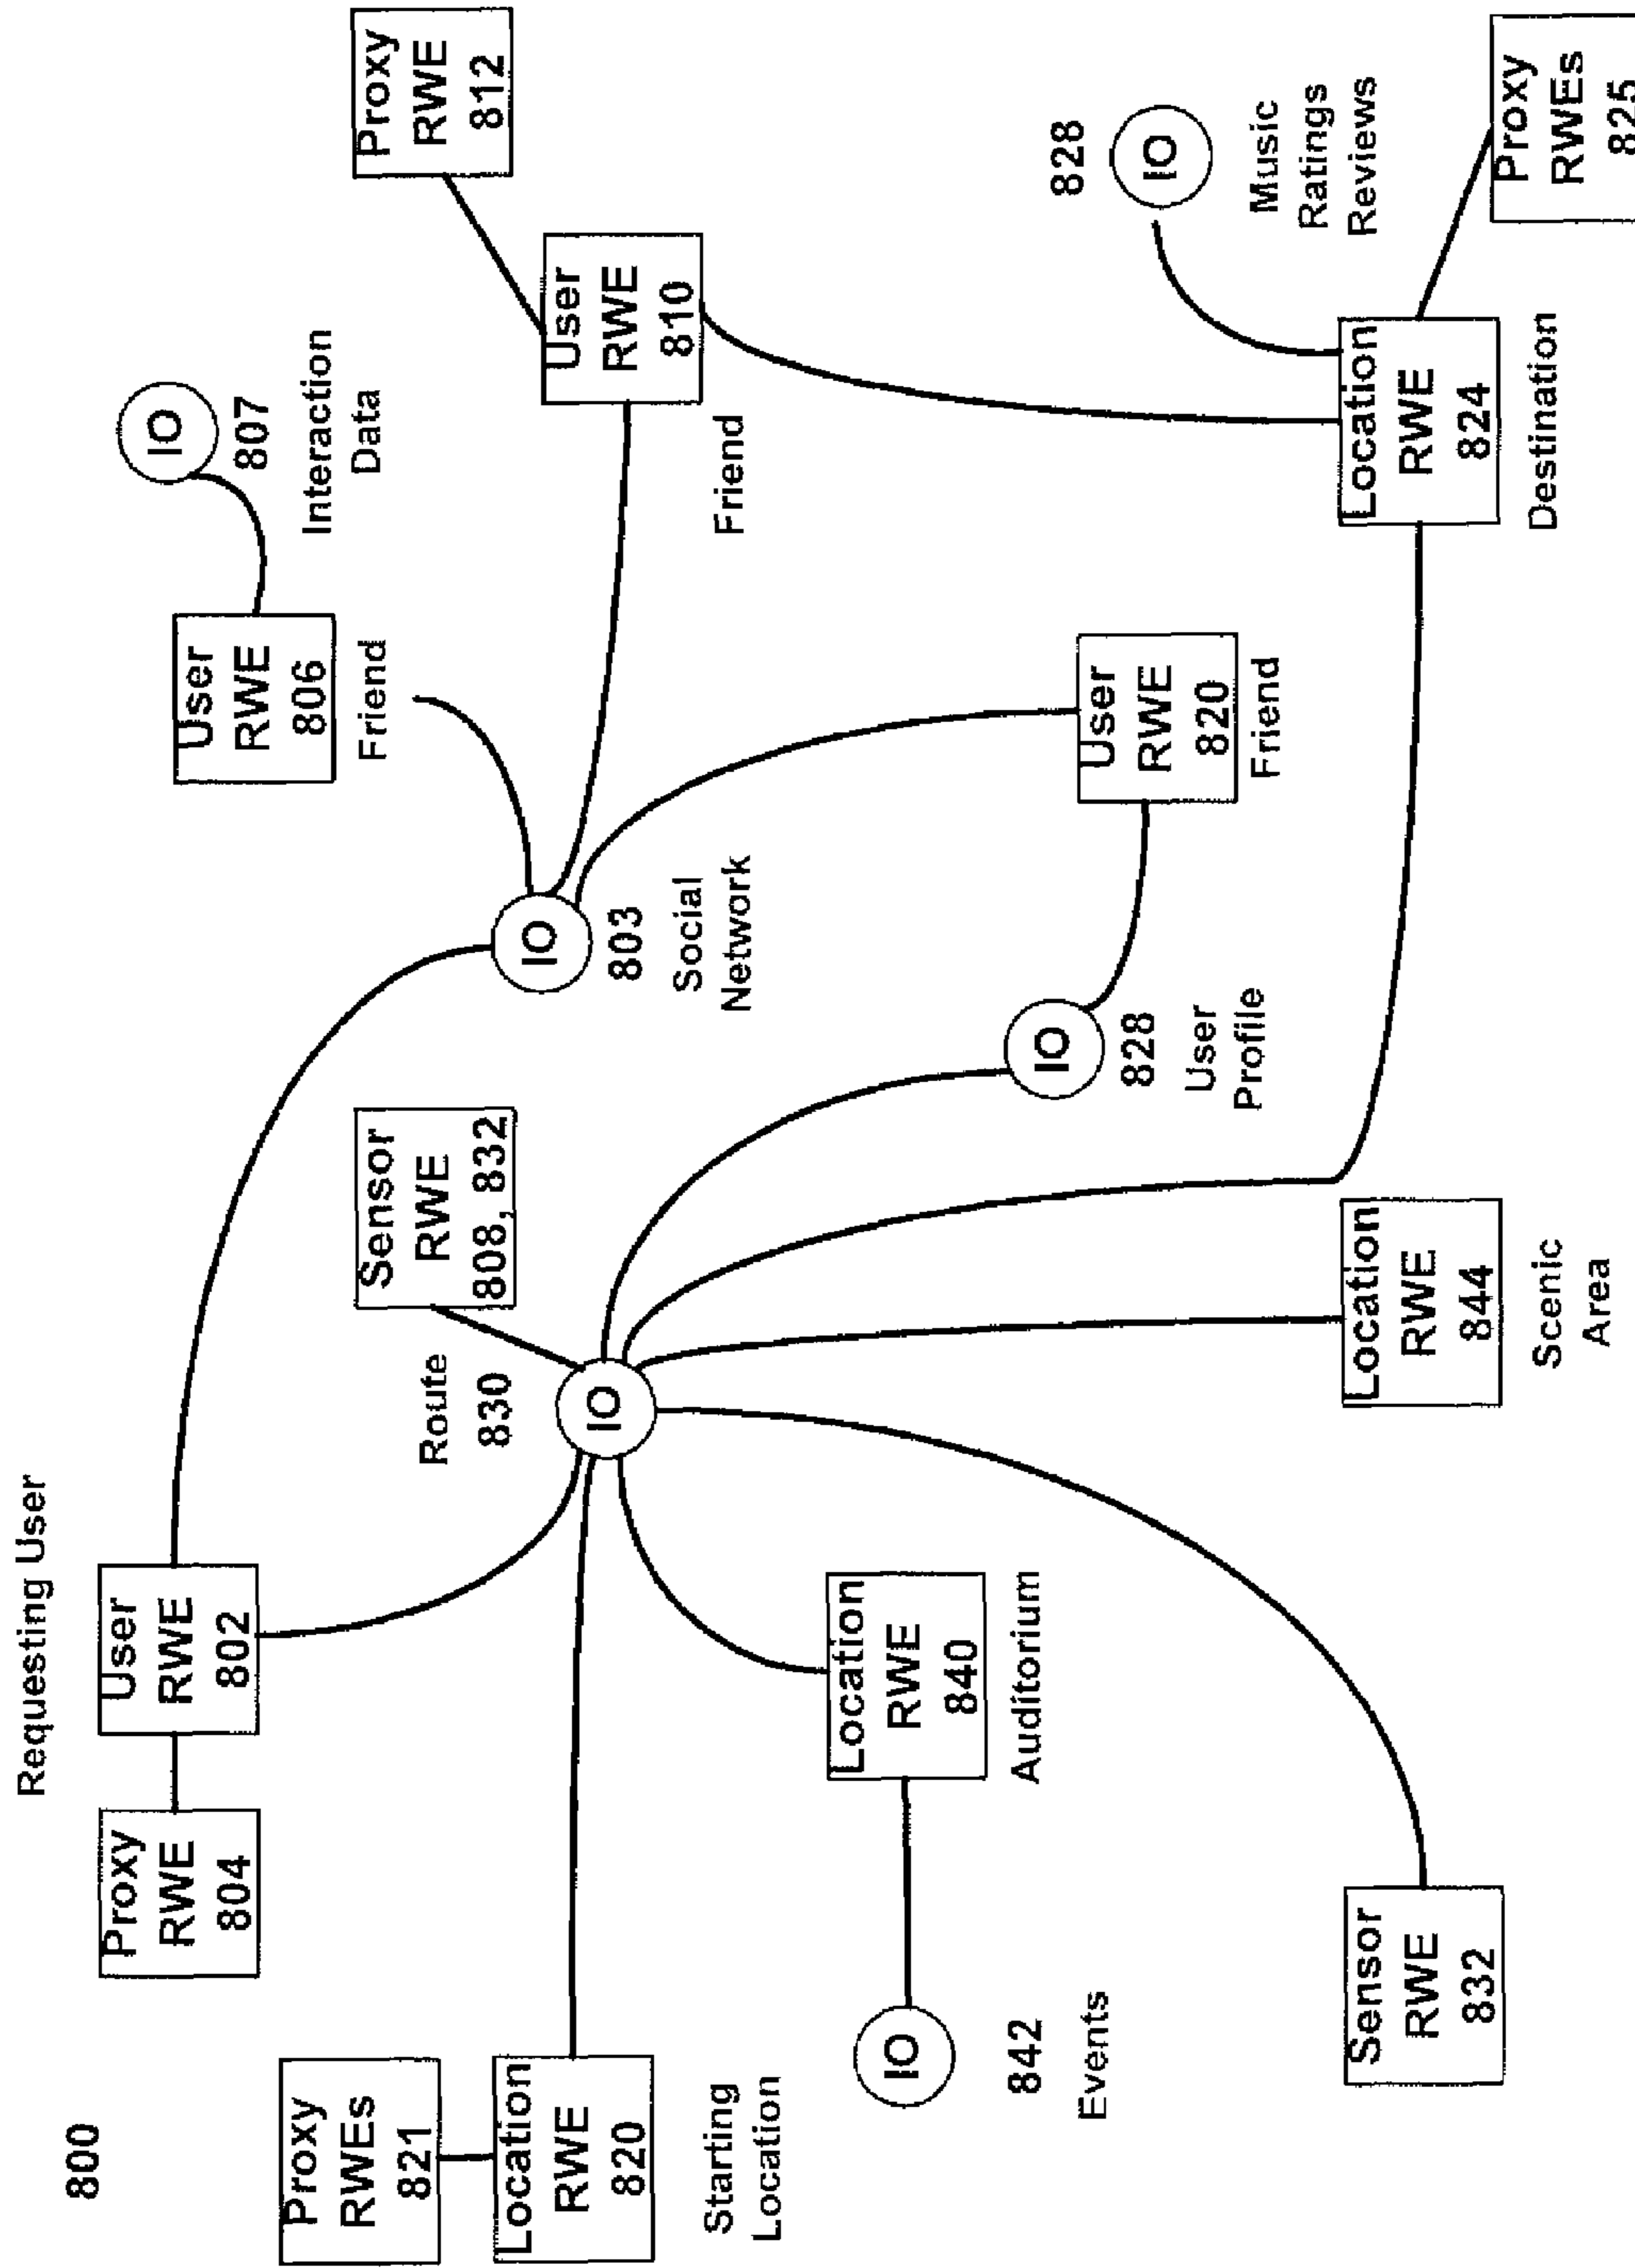 800
Requesting User
Proxy
RWE
804
User
RWE
802
Proxy
RWEs
821
Location
RWE
820
Starting
Location
Route
830
IO
Sensor
RWE
808, 832
IO
803
Social
Network
User
RWE
806
Friend
IO
807
Interaction
Data
User
RWE
810
Friend
Proxy
RWE
812
IO
842
Events
Location
RWE
840
Auditorium
IO
828
User
Profile
User
RWE
820
Friend
828
IO
Music
Ratings
Reviews
Sensor
RWE
832
Location
RWE
844
Scenic
Area
Location
RWE
824
Destination
Proxy
RWEs
825